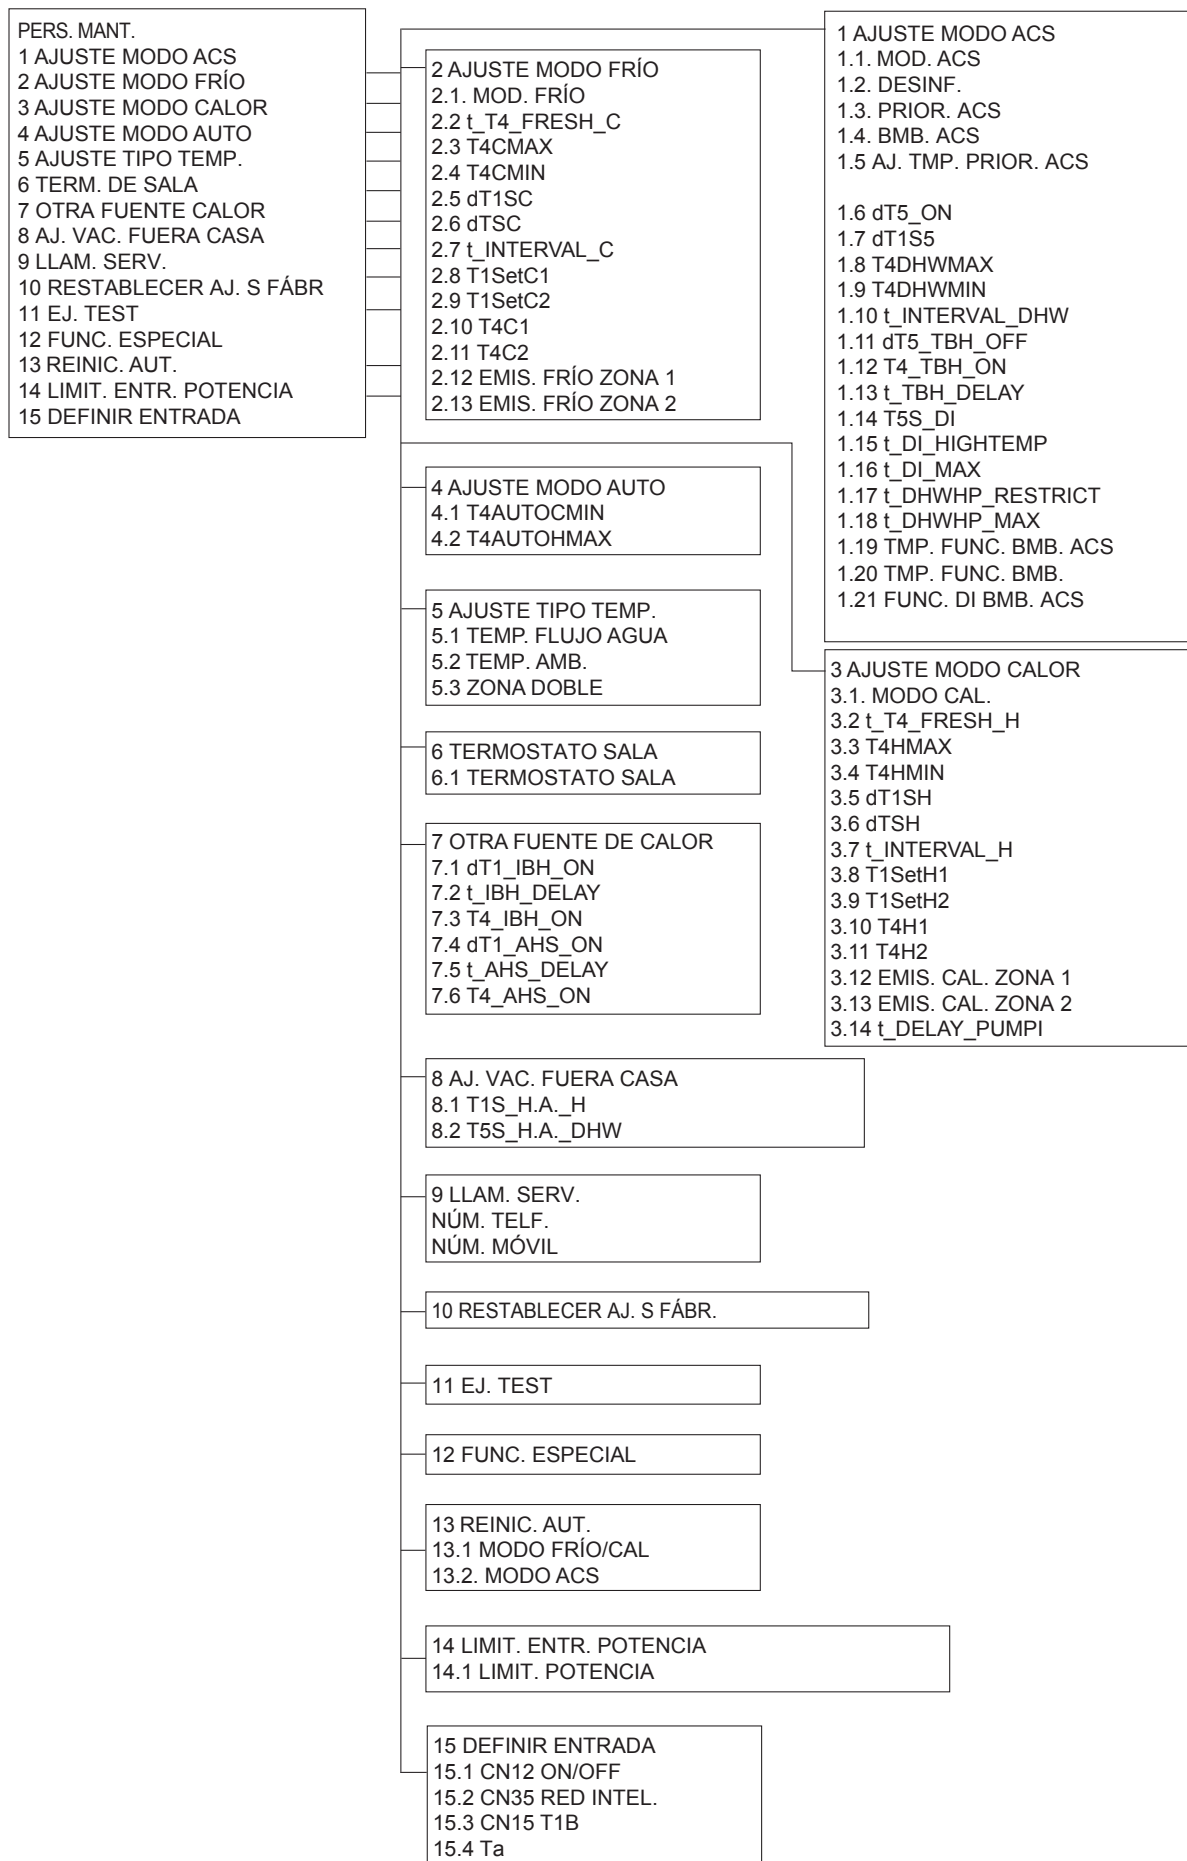 PERS. MANT.
1 AJUSTE MODO ACS
2 AJUSTE MODO FRÍO
3 AJUSTE MODO CALOR
4 AJUSTE MODO AUTO
5 AJUSTE TIPO TEMP.
6 TERM. DE SALA
7 OTRA FUENTE CALOR
8 AJ. VAC. FUERA CASA
9 LLAM. SERV.
10 RESTABLECER AJ. S FÁBR
11 EJ. TEST
12 FUNC. ESPECIAL
13 REINIC. AUT.
14 LIMIT. ENTR. POTENCIA
15 DEFINIR ENTRADA
1 AJUSTE MODO ACS
1.1. MOD. ACS
1.2. DESINF.
1.3. PRIOR. ACS
1.4. BMB. ACS
1.5 AJ. TMP. PRIOR. ACS
1.6 dT5_ON
1.7 dT1S5
1.8 T4DHWMAX
1.9 T4DHWMIN
1.10 t_INTERVAL_DHW
1.11 dT5_TBH_OFF
1.12 T4_TBH_ON
1.13 t_TBH_DELAY
1.14 T5S_DI
1.15 t_DI_HIGHTEMP
1.16 t_DI_MAX
1.17 t_DHWHP_RESTRICT
1.18 t_DHWHP_MAX
1.19 TMP. FUNC. BMB. ACS
1.20 TMP. FUNC. BMB.
1.21 FUNC. DI BMB. ACS
2 AJUSTE MODO FRÍO
2.1. MOD. FRÍO
2.2 t_T4_FRESH_C
2.3 T4CMAX
2.4 T4CMIN
2.5 dT1SC
2.6 dTSC
2.7 t_INTERVAL_C
2.8 T1SetC1
2.9 T1SetC2
2.10 T4C1
2.11 T4C2
2.12 EMIS. FRÍO ZONA 1
2.13 EMIS. FRÍO ZONA 2
3 AJUSTE MODO CALOR
3.1. MODO CAL.
3.2 t_T4_FRESH_H
3.3 T4HMAX
3.4 T4HMIN
3.5 dT1SH
3.6 dTSH
3.7 t_INTERVAL_H
3.8 T1SetH1
3.9 T1SetH2
3.10 T4H1
3.11 T4H2
3.12 EMIS. CAL. ZONA 1
3.13 EMIS. CAL. ZONA 2
3.14 t_DELAY_PUMPI
4 AJUSTE MODO AUTO
4.1 T4AUTOCMIN
4.2 T4AUTOHMAX
5 AJUSTE TIPO TEMP.
5.1 TEMP. FLUJO AGUA
5.2 TEMP. AMB.
5.3 ZONA DOBLE
6 TERMOSTATO SALA
6.1 TERMOSTATO SALA
7 OTRA FUENTE DE CALOR
7.1 dT1_IBH_ON
7.2 t_IBH_DELAY
7.3 T4_IBH_ON
7.4 dT1_AHS_ON
7.5 t_AHS_DELAY
7.6 T4_AHS_ON
8 AJ. VAC. FUERA CASA
8.1 T1S_H.A._H
8.2 T5S_H.A._DHW
9 LLAM. SERV.
NÚM. TELF.
NÚM. MÓVIL
10 RESTABLECER AJ. S FÁBR.
11 EJ. TEST
12 FUNC. ESPECIAL
13 REINIC. AUT.
13.1 MODO FRÍO/CAL
13.2. MODO ACS
14 LIMIT. ENTR. POTENCIA
14.1 LIMIT. POTENCIA
15 DEFINIR ENTRADA
15.1 CN12 ON/OFF
15.2 CN35 RED INTEL.
15.3 CN15 T1B
15.4 Ta